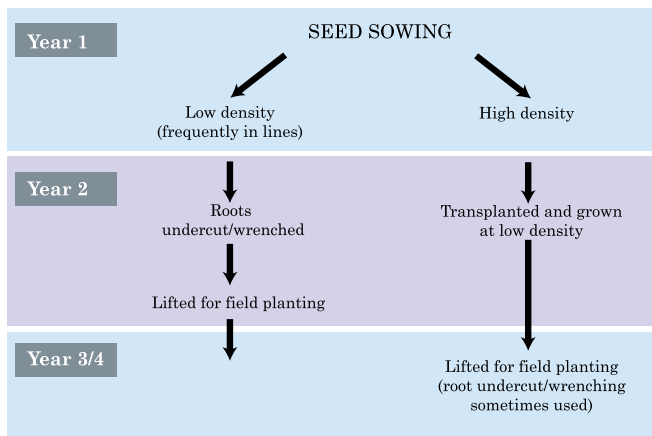 Year 1
SEED SOWING
Low density
(frequently in lines)
High density
Year 2
Roots
undercut/wrenched
Transplanted and grown
at low density
Lifted for field planting
Year 3/4
Lifted for field planting
(root undercut/wrenching
sometimes used)